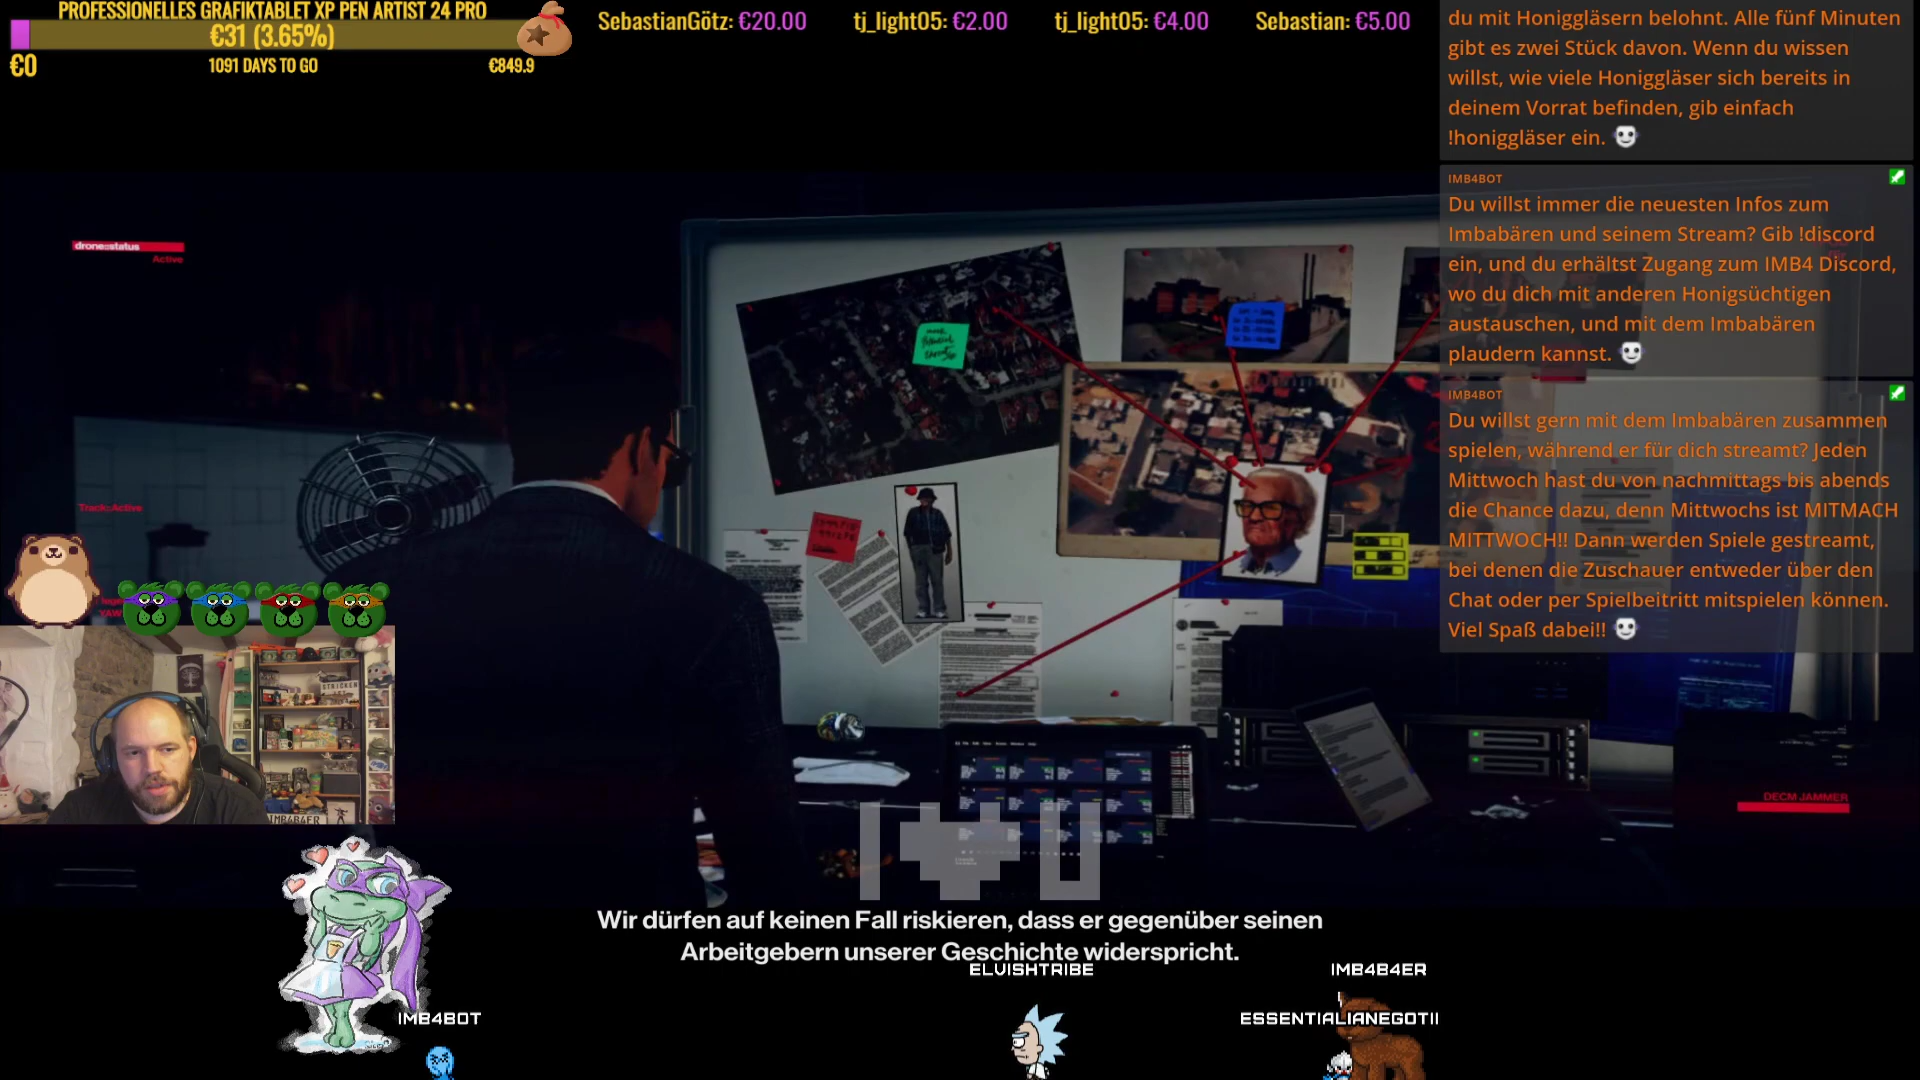 PROFESSIONELLES GRAFIKTABLET XP PEN ARTIST 24 PRO
€31 (3.65%)
€0
1091 DAYS TO GO
€849.9
SebastianGötz: €20.00
tj_light05: €2.00
tj_light05: €4.00
Sebastian: €5.00
du mit Honiggläsern belohnt. Alle fünf Minuten
gibt es zwei Stück davon. Wenn du wissen
willst, wie viele Honiggläser sich bereits in
deinem Vorrat befinden, gib einfach
!honiggläser ein.
IMB4BOT
Du willst immer die neuesten Infos zum
Imbabären und seinem Stream? Gib !discord
ein, und du erhältst Zugang zum IMB4 Discord,
wo du dich mit anderen Honigsüchtigen
austauschen, und mit dem Imbabären
plaudern kannst.
IMB4BOT
Du willst gern mit dem Imbabären zusammen
spielen, während er für dich streamt? Jeden
Mittwoch hast du von nachmittags bis abends
die Chance dazu, denn Mittwochs ist MITMACH
MITTWOCH!! Dann werden Spiele gestreamt,
bei denen die Zuschauer entweder über den
Chat oder per Spielbeitritt mitspielen können.
Viel Spaß dabei!!
drone:status
Active
Track: Active
YAW
STRICKEN
IMB4B4ER
DECM JAMMER
I U
Wir dürfen auf keinen Fall riskieren, dass er gegenüber seinen
Arbeitgebern unserer Geschichte widerspricht.
ELVISHTRIBE
IMB4B4ER
IMB4BOT
ESSENTIALIANEGOTII